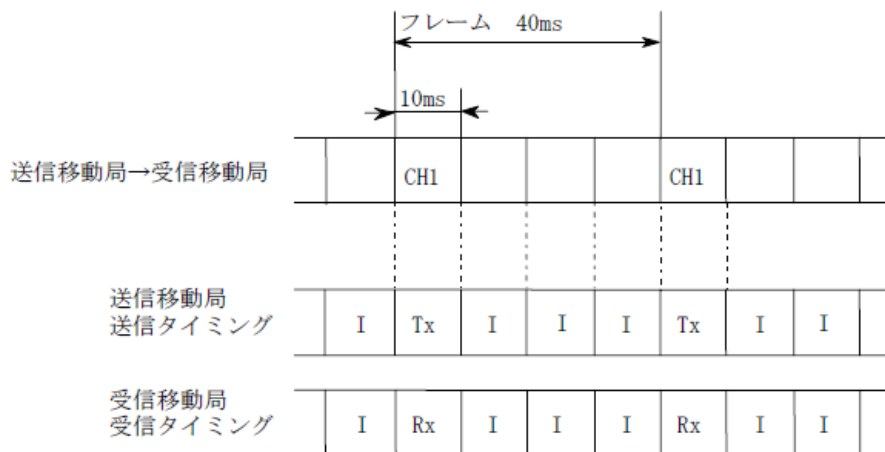 フレーム 40ms
10ms
送信移動局→受信移動局
CH1 CH1
送信移動局
送信タイミング
I Tx I I I Tx I I
受信移動局
受信タイミング
I Rx I I I Rx I I